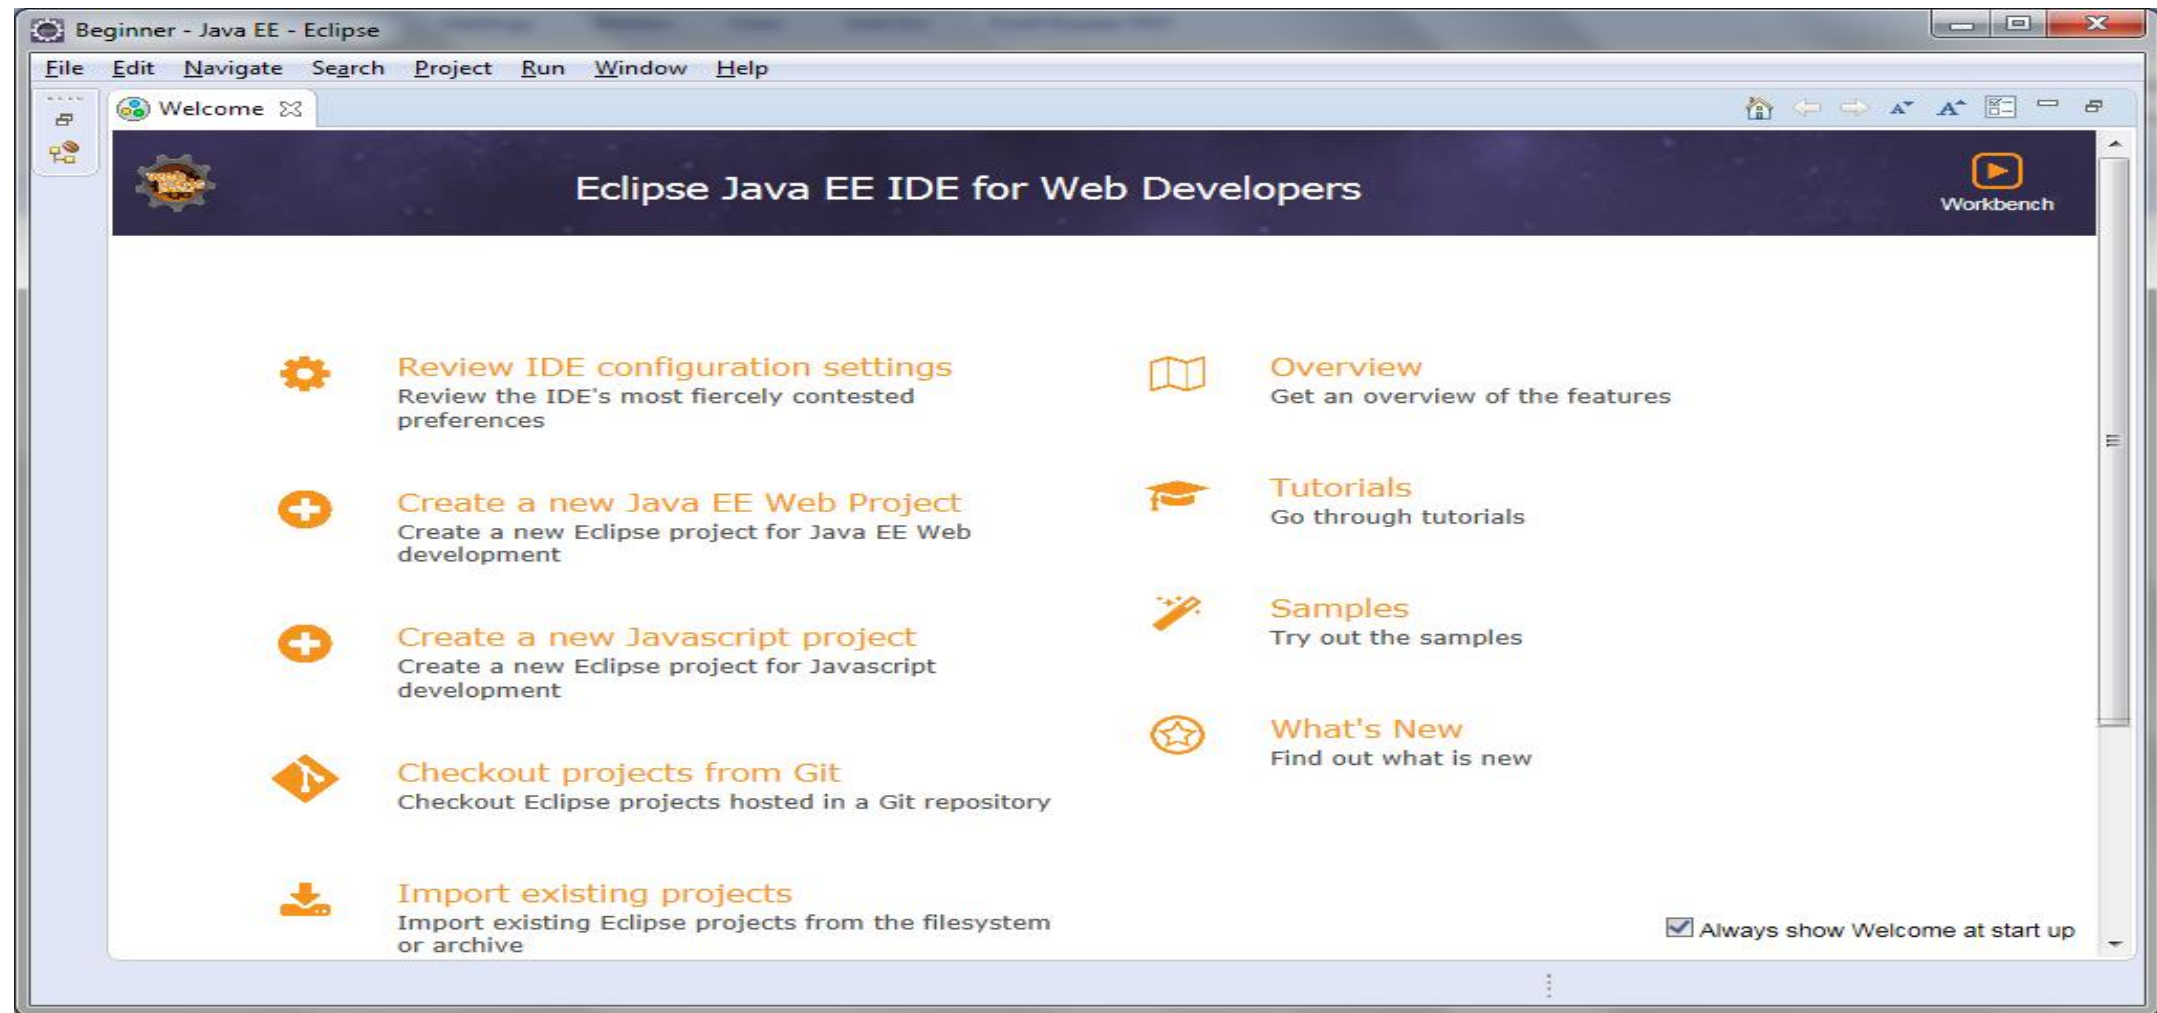 Beginner - Java EE - Eclipse
File Edit Navigate Search Project Run Window Help
Welcome
Eclipse Java EE IDE for Web Developers
Workbench
Review IDE configuration settings
Review the IDE's most fiercely contested
preferences
Create a new Java EE Web Project
Create a new Eclipse project for Java EE Web
development
Create a new Javascript project
Create a new Eclipse project for Javascript
development
Checkout projects from Git
Checkout Eclipse projects hosted in a Git repository
Import existing projects
Import existing Eclipse projects from the filesystem
or archive
Overview
Get an overview of the features
Tutorials
Go through tutorials
Samples
Try out the samples
What's New
Find out what is new
Always show Welcome at start up